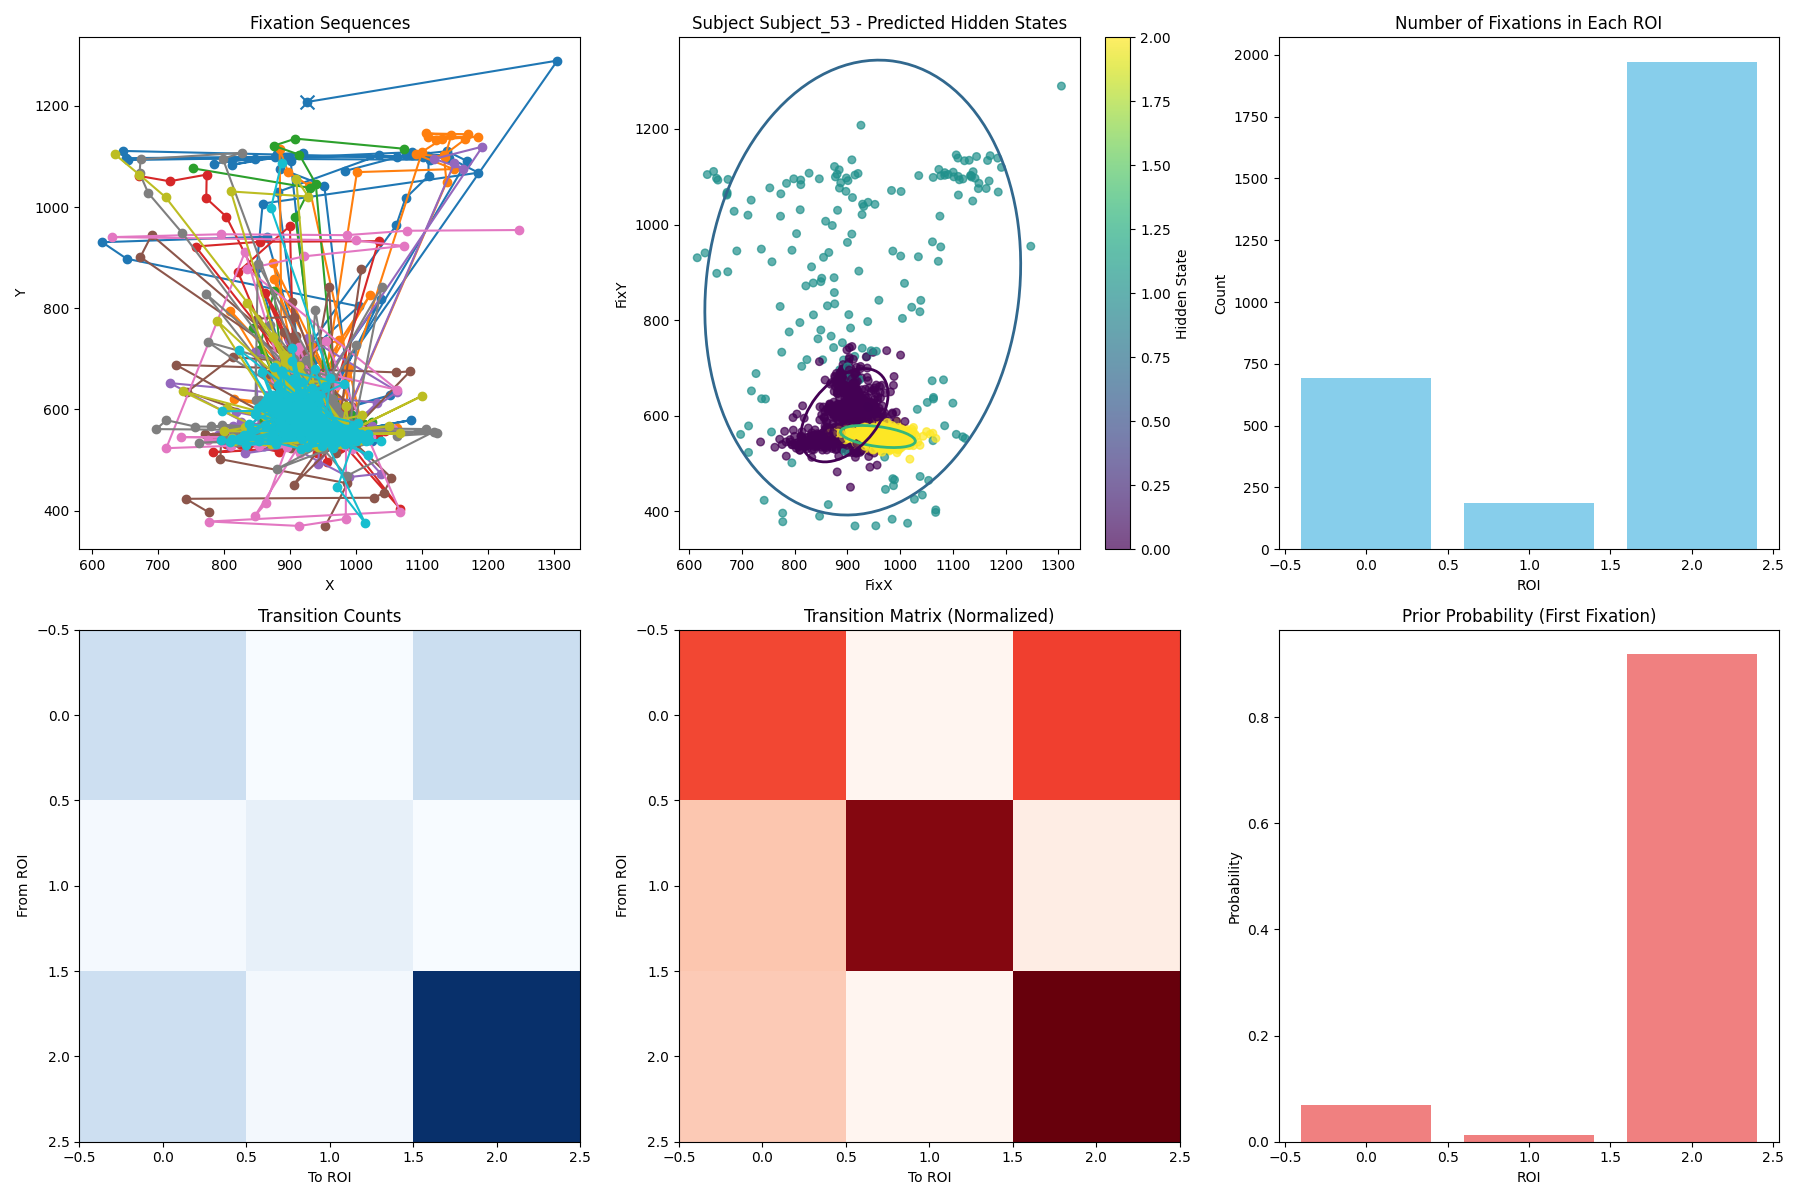 Fixation Sequences
Y
1200
1000
800
600
400
600 700 800 900 1000 1100 1200 1300
X
Subject Subject_53 - Predicted Hidden States
FixY
1200
1000
800
600
400
600 700 800 900 1000 1100 1200 1300
FixX
2.00
1.75
1.50
1.25
1.00
0.75
0.50
0.25
0.00
Hidden State
Number of Fixations in Each ROI
Count
2000
1750
1500
1250
1000
750
500
250
0
−0.5 0.0 0.5 1.0 1.5 2.0 2.5
ROI
Transition Counts
From ROI
−0.5
0.0
0.5
1.0
1.5
2.0
2.5
−0.5 0.0 0.5 1.0 1.5 2.0 2.5
To ROI
Transition Matrix (Normalized)
From ROI
−0.5
0.0
0.5
1.0
1.5
2.0
2.5
−0.5 0.0 0.5 1.0 1.5 2.0 2.5
To ROI
Prior Probability (First Fixation)
Probability
0.8
0.6
0.4
0.2
0.0
−0.5 0.0 0.5 1.0 1.5 2.0 2.5
ROI